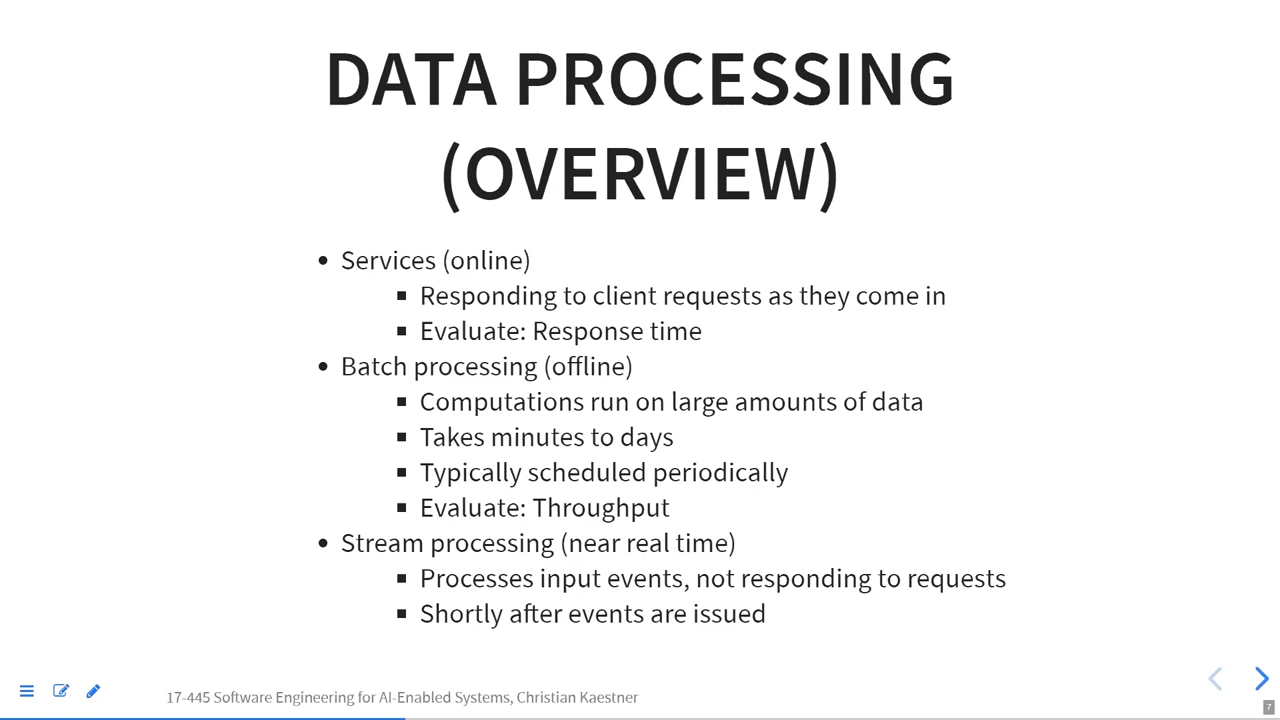 DATA PROCESSING
(OVERVIEW)
• Services (online)
▪ Responding to client requests as they come in
▪ Evaluate: Response time
• Batch processing (offline)
▪ Computations run on large amounts of data
▪ Takes minutes to days
▪ Typically scheduled periodically
▪ Evaluate: Throughput
• Stream processing (near real time)
▪ Processes input events, not responding to requests
▪ Shortly after events are issued
17-445 Software Engineering for AI-Enabled Systems, Christian Kaestner
7